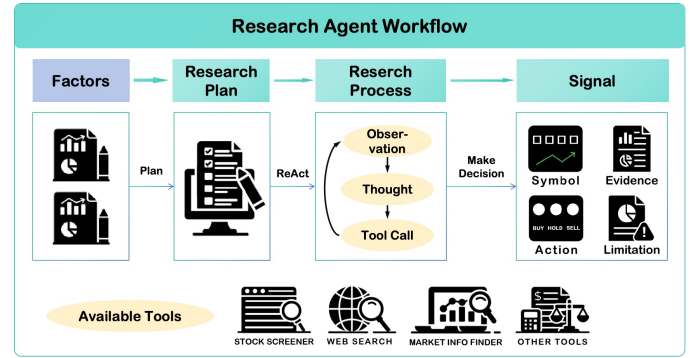 Research Agent Workflow
Factors
Research
Plan
Reserch
Process
Signal
Plan
ReAct
Obser-
vation
Thought
Tool Call
Make
Decision
Symbol
Evidence
BUY HOLD SELL
Action
Limitation
Available Tools
STOCK SCREENER
WEB SEARCH
MARKET INFO FINDER
OTHER TOOLS